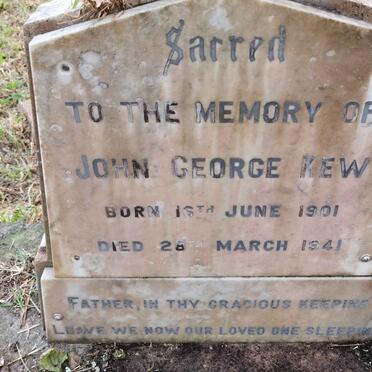 Sacred
TO THE MEMORY OF
JOHN GEORGE KEW
BORN 16TH JUNE 1901
DIED 28TH MARCH 1941
FATHER, IN THY GRACIOUS KEEPING
LEAVE WE NOW OUR LOVED ONE SLEEPING